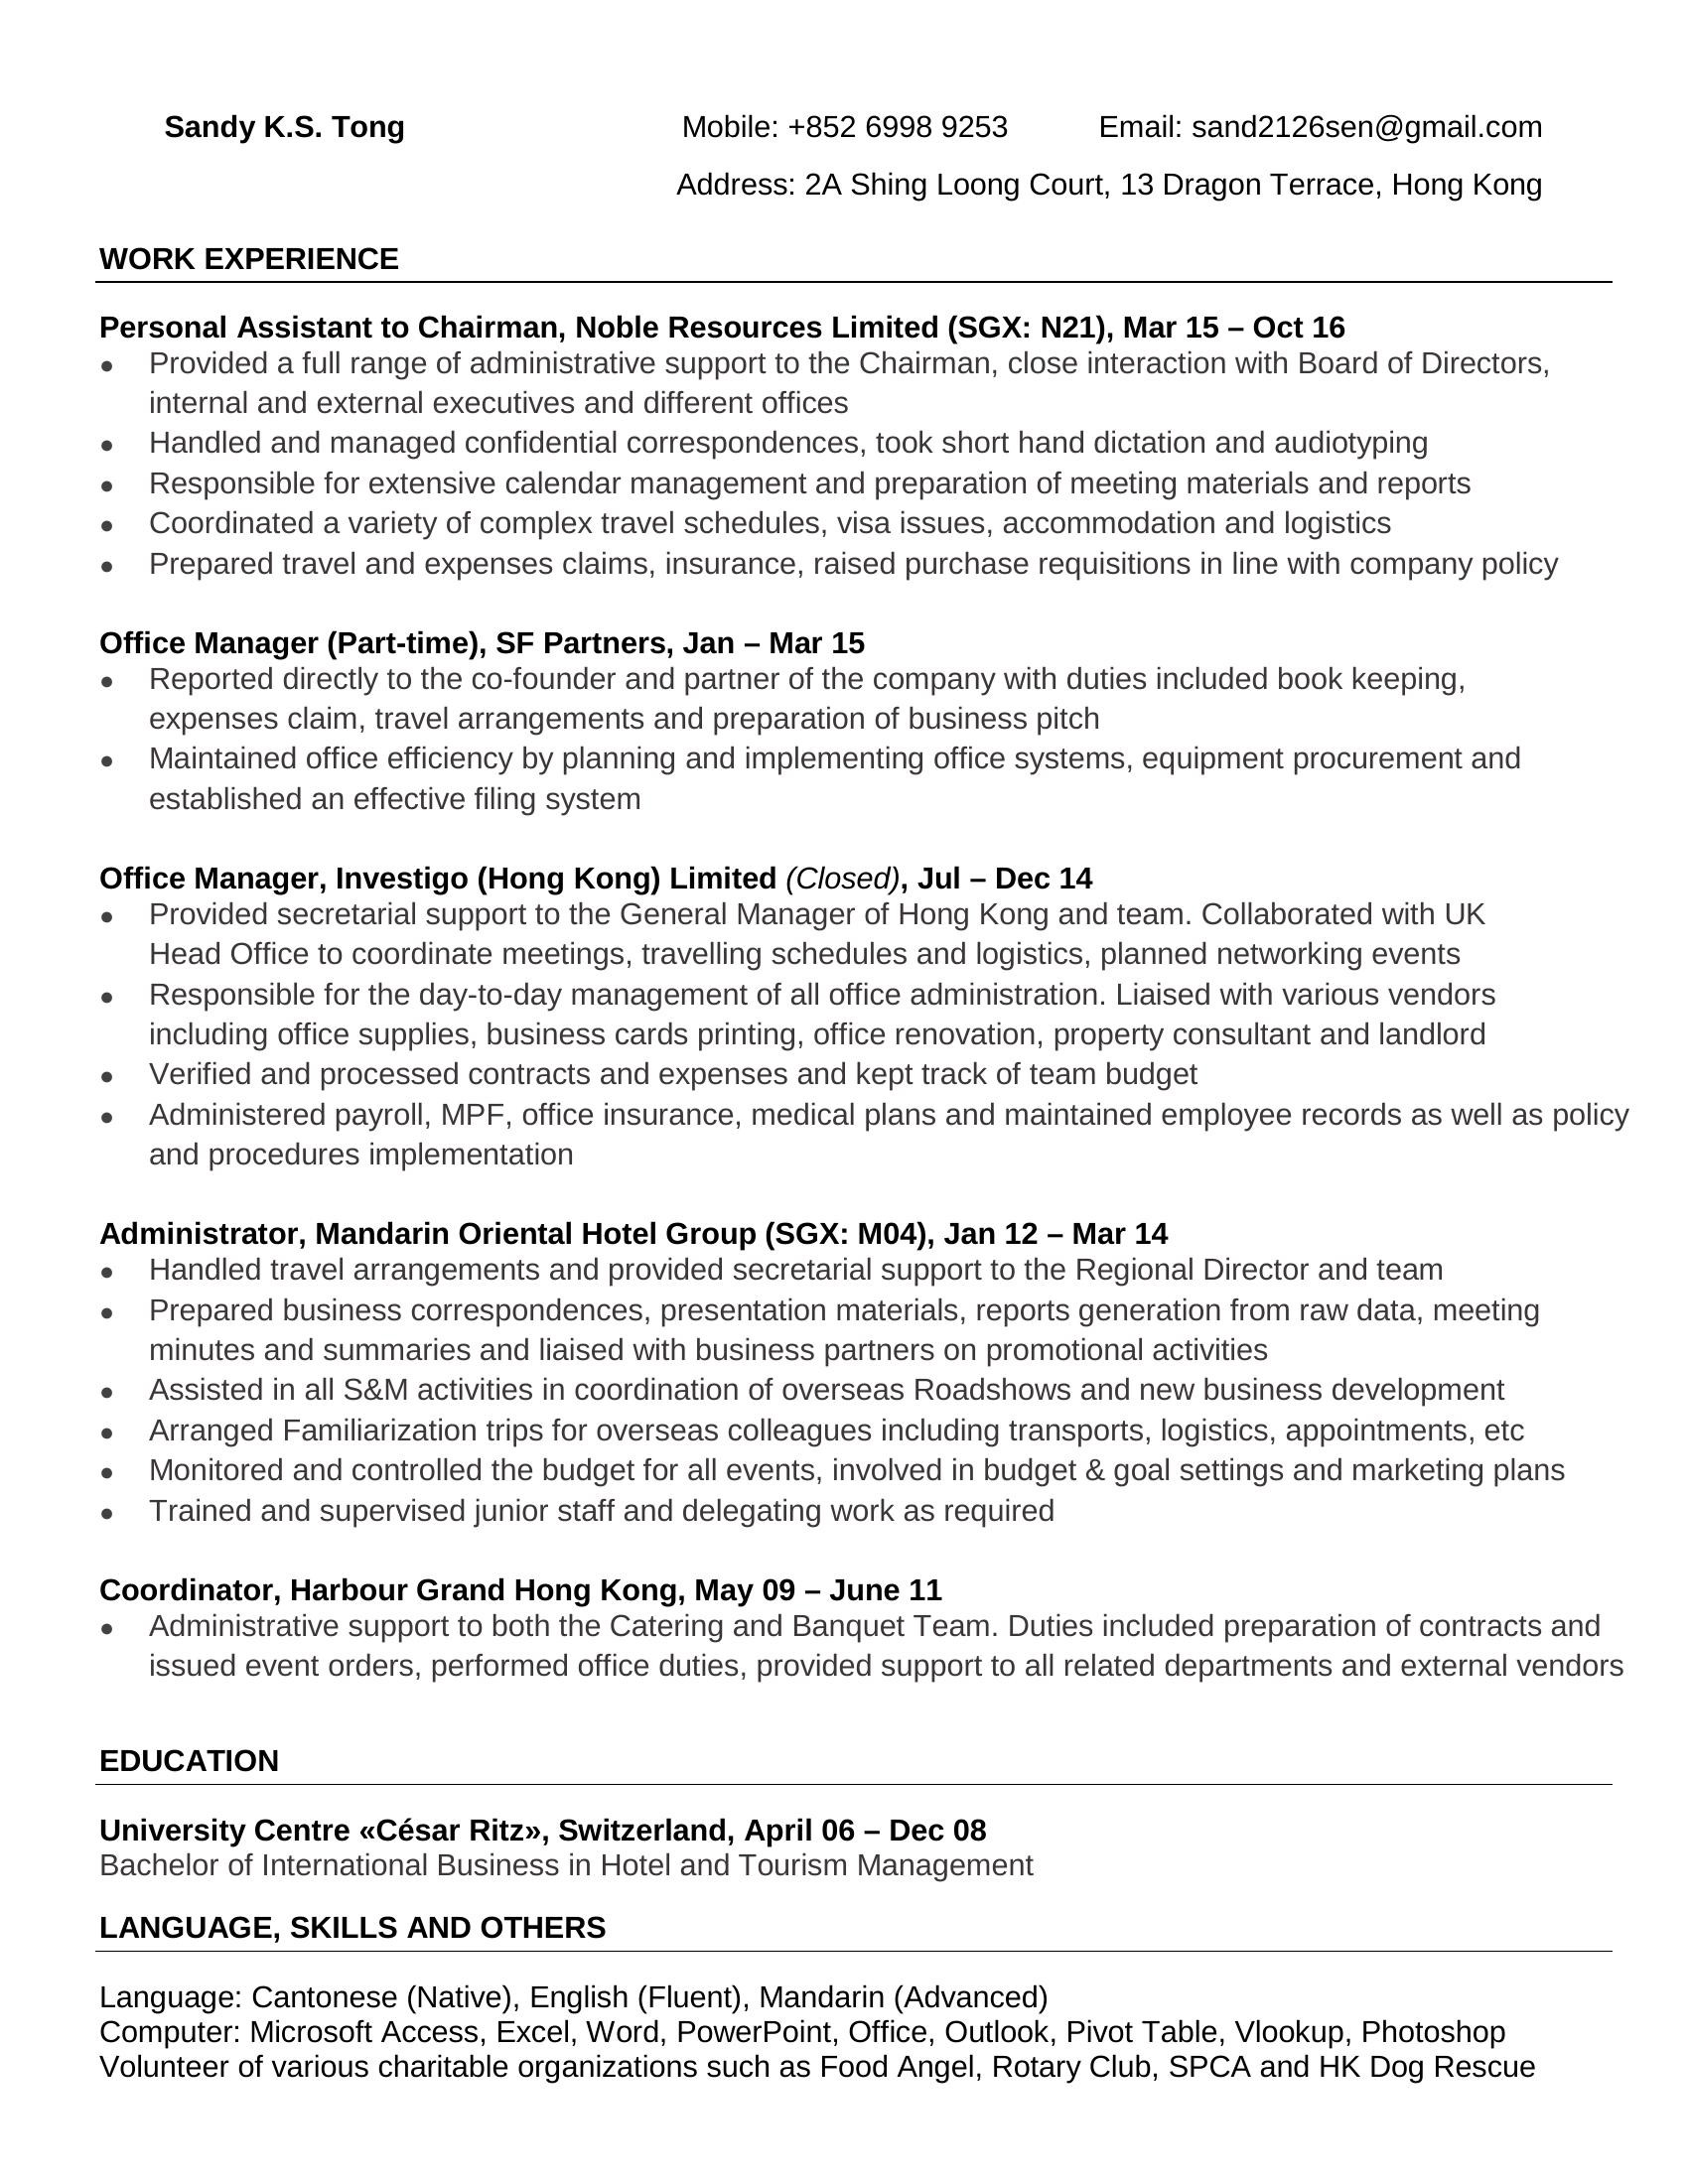 Sandy K.S. Tong Mobile: +852 6998 9253 Email: sand2126sen@gmail.com
Address: 2A Shing Loong Court, 13 Dragon Terrace, Hong Kong
WORK EXPERIENCE
Personal Assistant to Chairman, Noble Resources Limited (SGX: N21), Mar 15 – Oct 16
● Provided a full range of administrative support to the Chairman, close interaction with Board of Directors,
internal and external executives and different offices
● Handled and managed confidential correspondences, took short hand dictation and audiotyping
● Responsible for extensive calendar management and preparation of meeting materials and reports
● Coordinated a variety of complex travel schedules, visa issues, accommodation and logistics
● Prepared travel and expenses claims, insurance, raised purchase requisitions in line with company policy
Office Manager (Part-time), SF Partners, Jan – Mar 15
● Reported directly to the co-founder and partner of the company with duties included book keeping,
expenses claim, travel arrangements and preparation of business pitch
● Maintained office efficiency by planning and implementing office systems, equipment procurement and
established an effective filing system
Office Manager, Investigo (Hong Kong) Limited (Closed), Jul – Dec 14
● Provided secretarial support to the General Manager of Hong Kong and team. Collaborated with UK
Head Office to coordinate meetings, travelling schedules and logistics, planned networking events
● Responsible for the day-to-day management of all office administration. Liaised with various vendors
including office supplies, business cards printing, office renovation, property consultant and landlord
● Verified and processed contracts and expenses and kept track of team budget
● Administered payroll, MPF, office insurance, medical plans and maintained employee records as well as policy
and procedures implementation
Administrator, Mandarin Oriental Hotel Group (SGX: M04), Jan 12 – Mar 14
● Handled travel arrangements and provided secretarial support to the Regional Director and team
● Prepared business correspondences, presentation materials, reports generation from raw data, meeting
minutes and summaries and liaised with business partners on promotional activities
● Assisted in all S&M activities in coordination of overseas Roadshows and new business development
● Arranged Familiarization trips for overseas colleagues including transports, logistics, appointments, etc
● Monitored and controlled the budget for all events, involved in budget & goal settings and marketing plans
● Trained and supervised junior staff and delegating work as required
Coordinator, Harbour Grand Hong Kong, May 09 – June 11
● Administrative support to both the Catering and Banquet Team. Duties included preparation of contracts and
issued event orders, performed office duties, provided support to all related departments and external vendors
EDUCATION
University Centre «César Ritz», Switzerland, April 06 – Dec 08
Bachelor of International Business in Hotel and Tourism Management
LANGUAGE, SKILLS AND OTHERS
Language: Cantonese (Native), English (Fluent), Mandarin (Advanced)
Computer: Microsoft Access, Excel, Word, PowerPoint, Office, Outlook, Pivot Table, Vlookup, Photoshop
Volunteer of various charitable organizations such as Food Angel, Rotary Club, SPCA and HK Dog Rescue